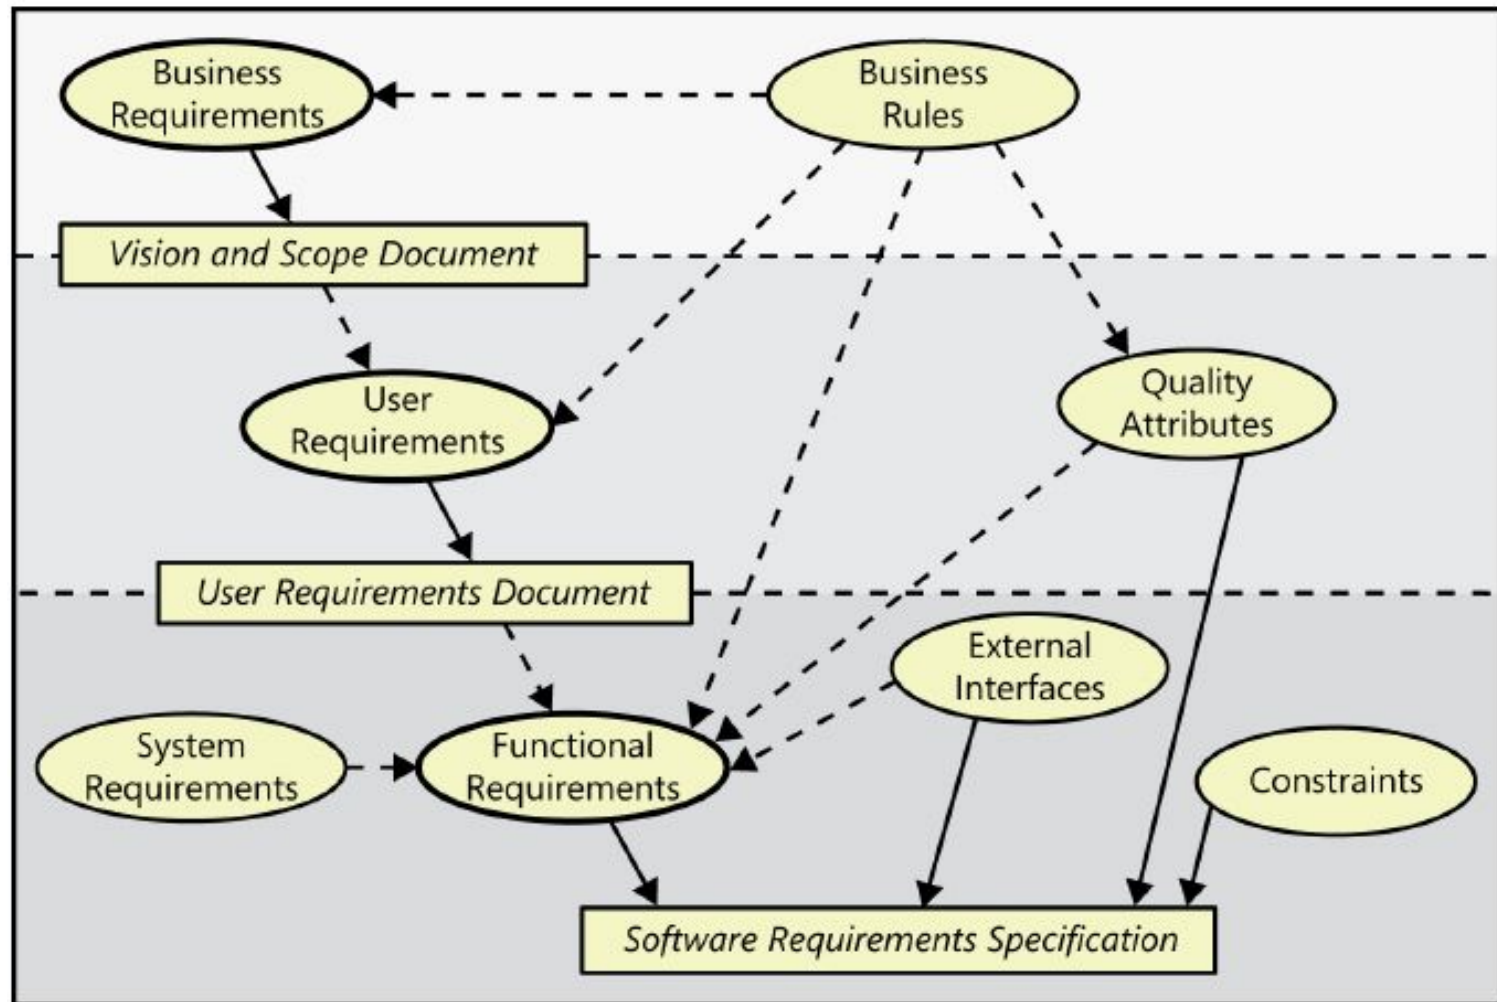 Business
Requirements
Business
Rules
Vision and Scope Document
User
Requirements
Quality
Attributes
User Requirements Document
External
Interfaces
System
Requirements
Functional
Requirements
Constraints
Software Requirements Specification